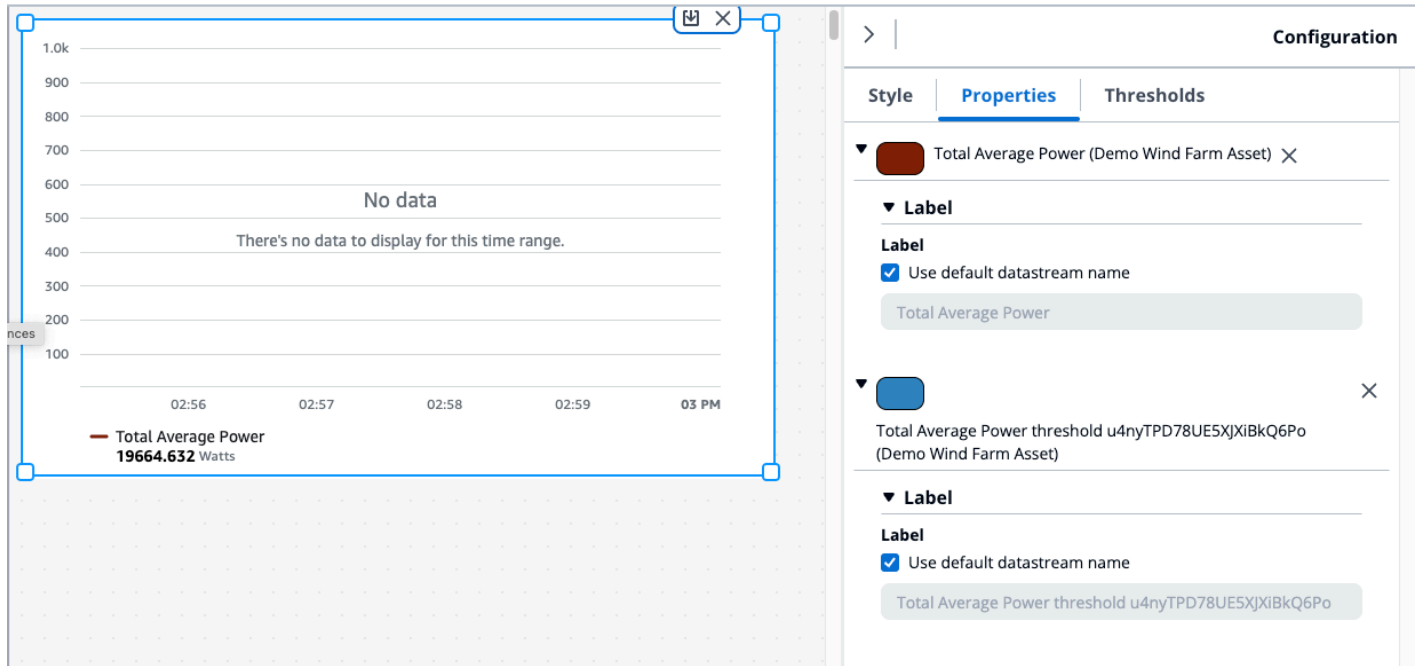 1.0k
900
800
700
600
500
400
300
200
100
No data
There's no data to display for this time range.
nces
02:56 02:57 02:58 02:59 03 PM
Total Average Power
19664.632 Watts
Configuration
Style Properties Thresholds
Total Average Power (Demo Wind Farm Asset)
Label
Label
Use default datastream name
Total Average Power
Total Average Power threshold u4nyTPD78UE5XJXiBkQ6Po
(Demo Wind Farm Asset)
Label
Label
Use default datastream name
Total Average Power threshold u4nyTPD78UE5XJXiBkQ6Po